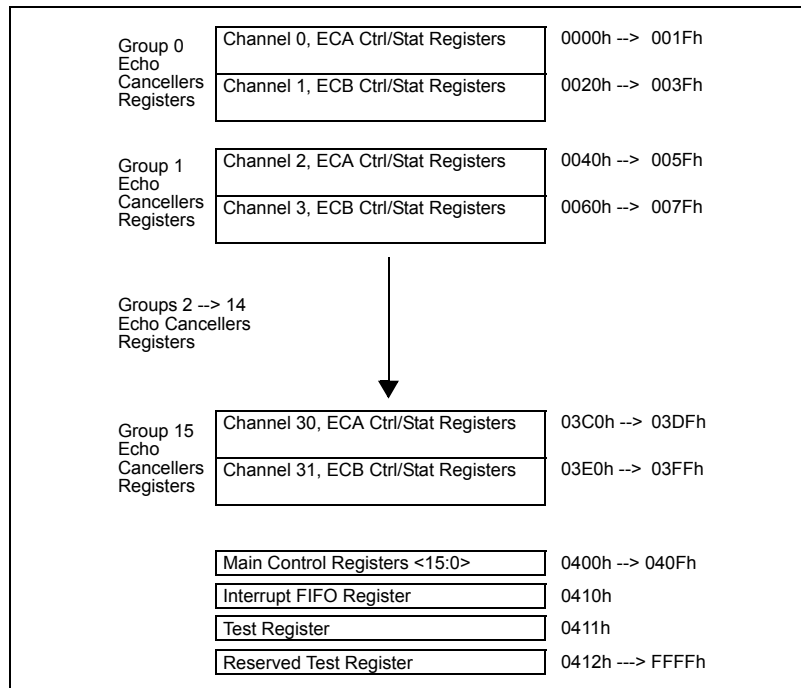 Group 0
Echo
Cancellers
Registers
Channel 0, ECA Ctrl/Stat Registers
0000h --> 001Fh
Channel 1, ECB Ctrl/Stat Registers
0020h --> 003Fh
Group 1
Echo
Cancellers
Registers
Channel 2, ECA Ctrl/Stat Registers
0040h --> 005Fh
Channel 3, ECB Ctrl/Stat Registers
0060h --> 007Fh
Groups 2 --> 14
Echo Cancellers
Registers
Group 15
Echo
Cancellers
Registers
Channel 30, ECA Ctrl/Stat Registers
03C0h --> 03DFh
Channel 31, ECB Ctrl/Stat Registers
03E0h --> 03FFh
Main Control Registers <15:0>
0400h --> 040Fh
Interrupt FIFO Register
0410h
Test Register
0411h
Reserved Test Register
0412h ---> FFFFh